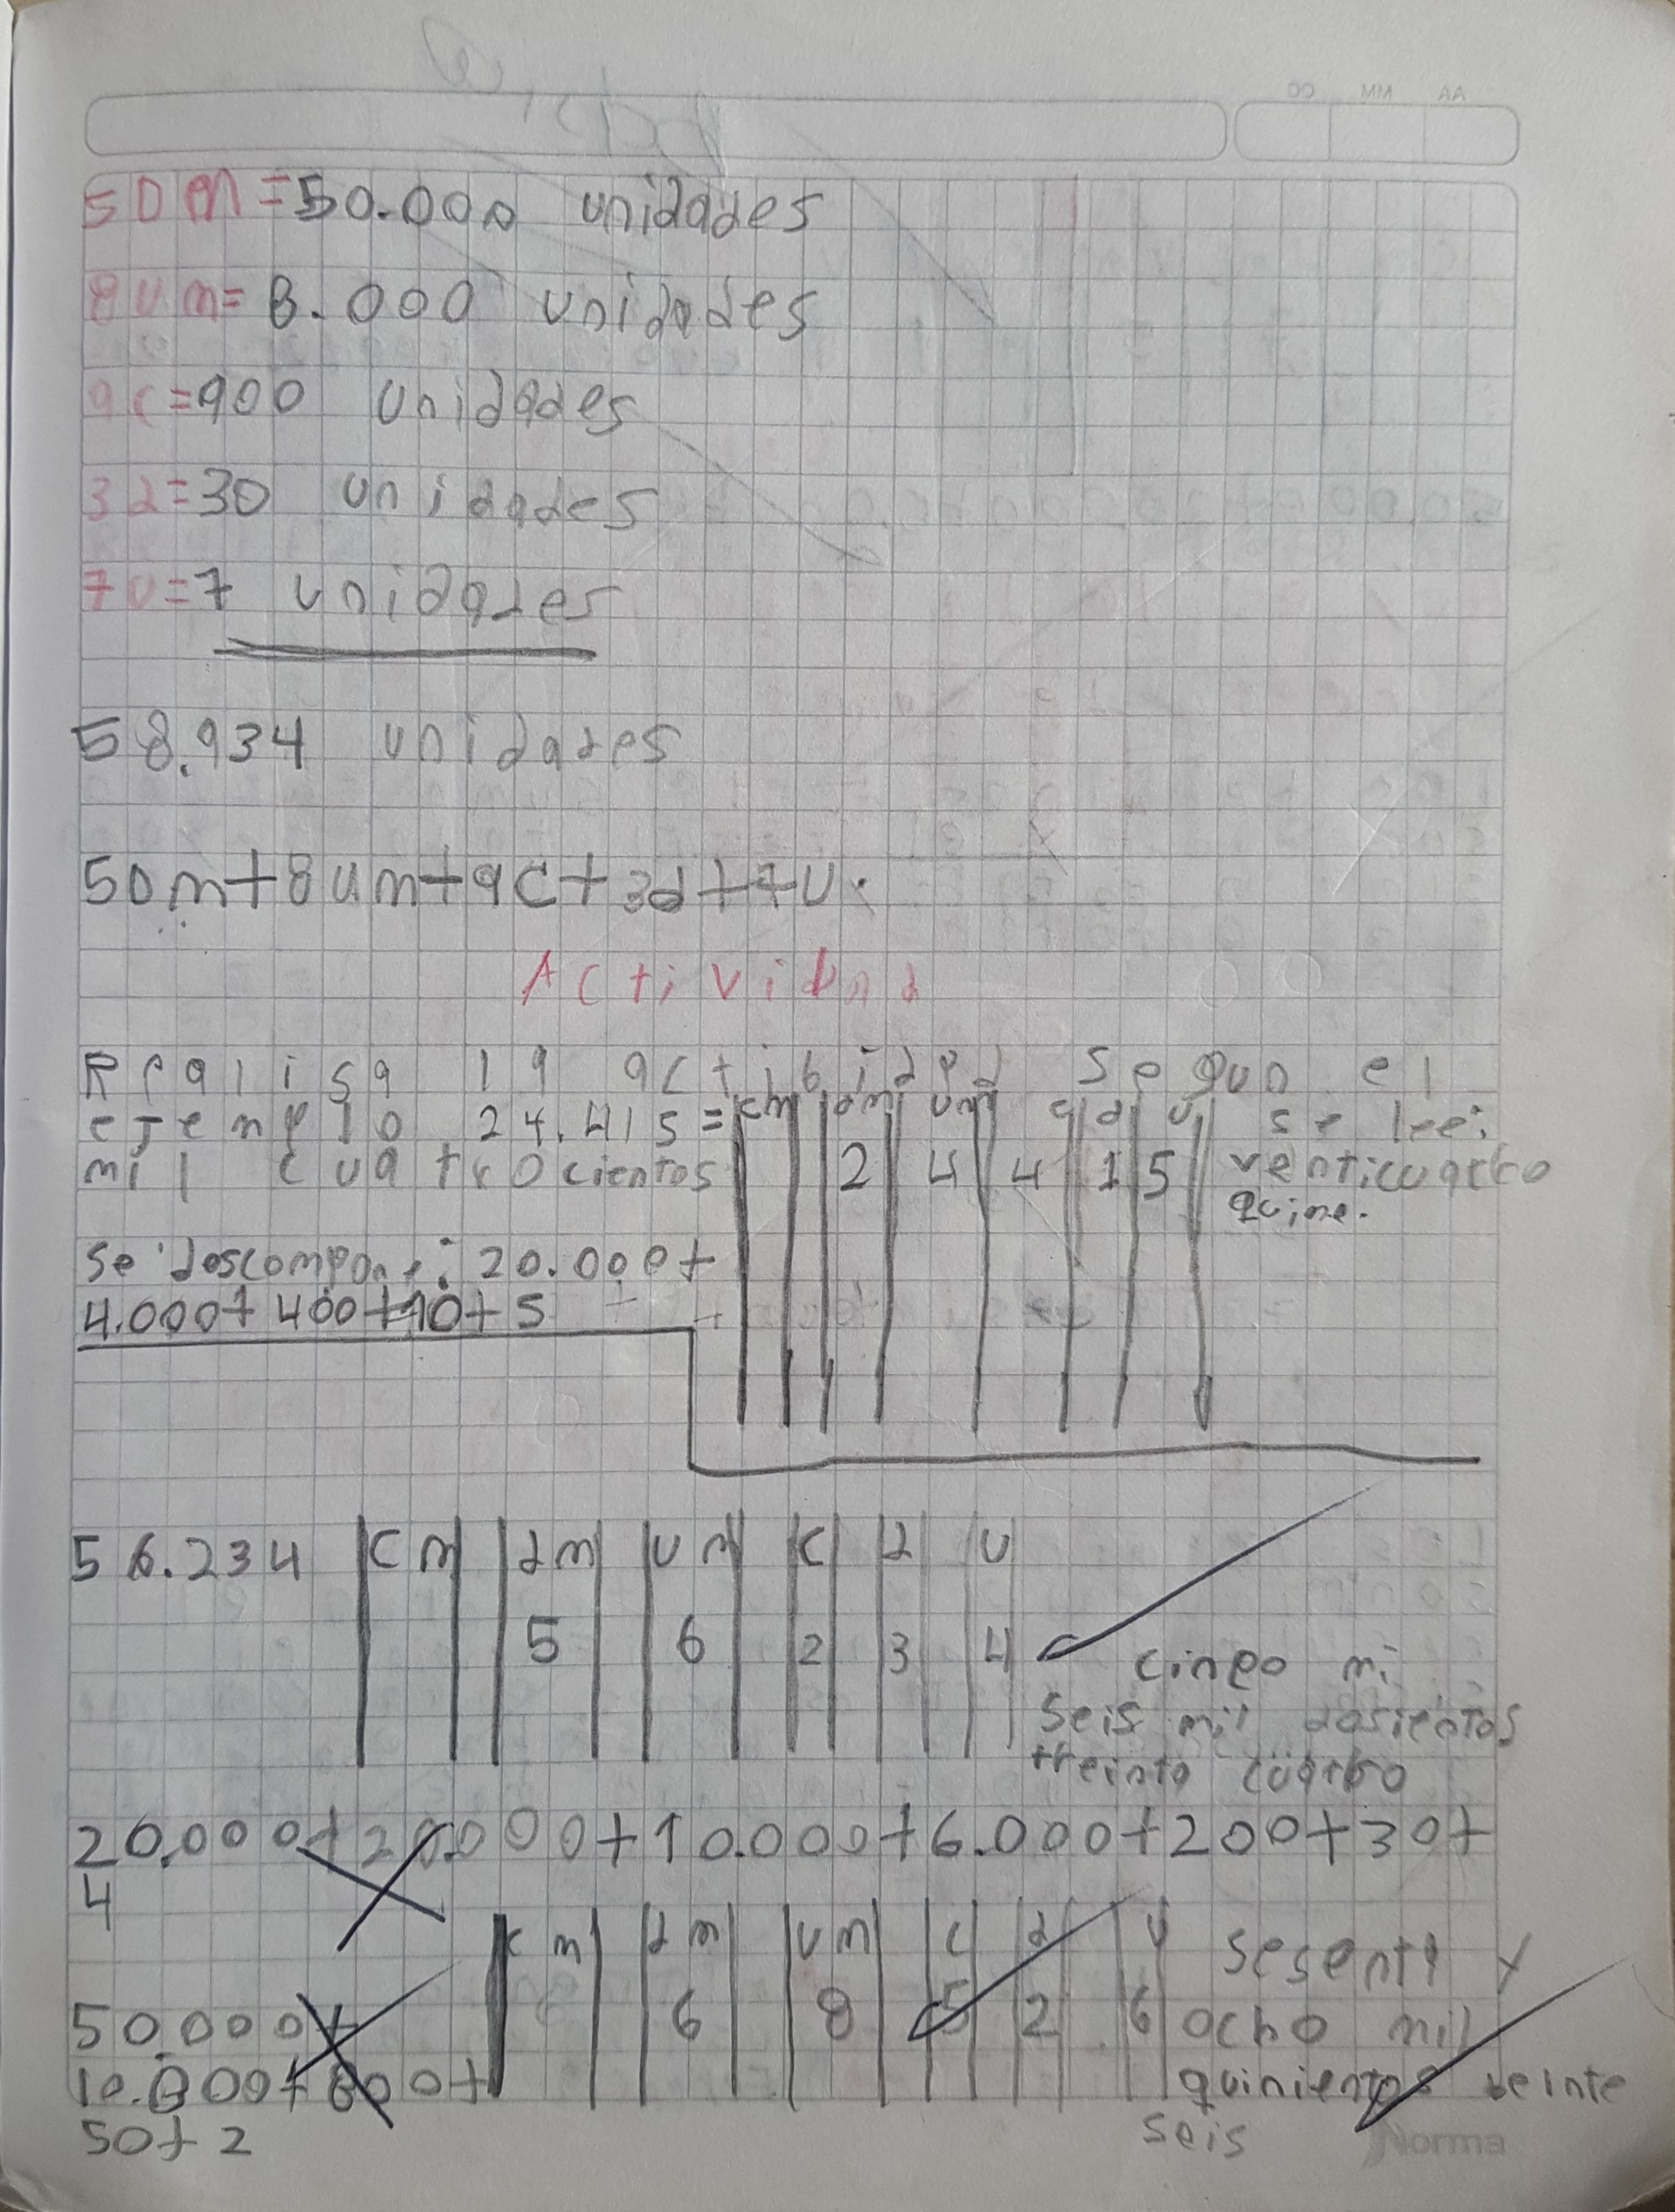 CC MM AA
5DM=50.000 unidades
8um=8.000 unidades
9c=900 unidades
3d=30 unidades
7u=7 unidades
58.934 unidades
5Dm+8um+9c+3d+7u.
Actividad
Realisa la actibidad segun el
ejemplo 24.415= cm dm um c d u se lee:
mil cuatrocientos 2 4 4 1 5 venticuatro
quine.
se descompone: 20.000+
4.000+400+10+5
56.234 cm dm um c d u
5 6 2 3 4 cinco mi
seis mil dosientos
treinta cuatro
20.000+20.000+10.000+6.000+200+30+
4
cm dm um c d u sesenti y
50.000+ 6 8 5 2 6 ocho mil
10.800+800+ quinientos veinte
50+2 seis
Norma